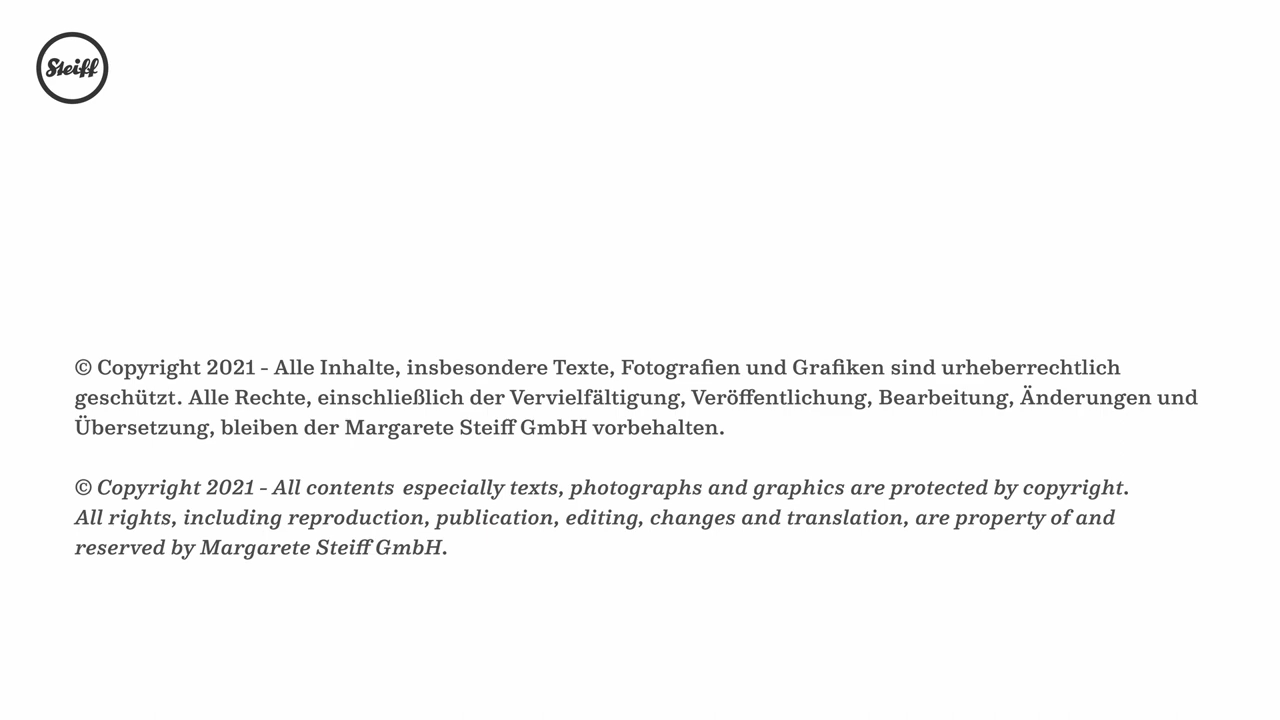 Steiff
© Copyright 2021 - Alle Inhalte, insbesondere Texte, Fotografien und Grafiken sind urheberrechtlich
geschützt. Alle Rechte, einschließlich der Vervielfältigung, Veröffentlichung, Bearbeitung, Änderungen und
Übersetzung, bleiben der Margarete Steiff GmbH vorbehalten.
© Copyright 2021 - All contents especially texts, photographs and graphics are protected by copyright.
All rights, including reproduction, publication, editing, changes and translation, are property of and
reserved by Margarete Steiff GmbH.